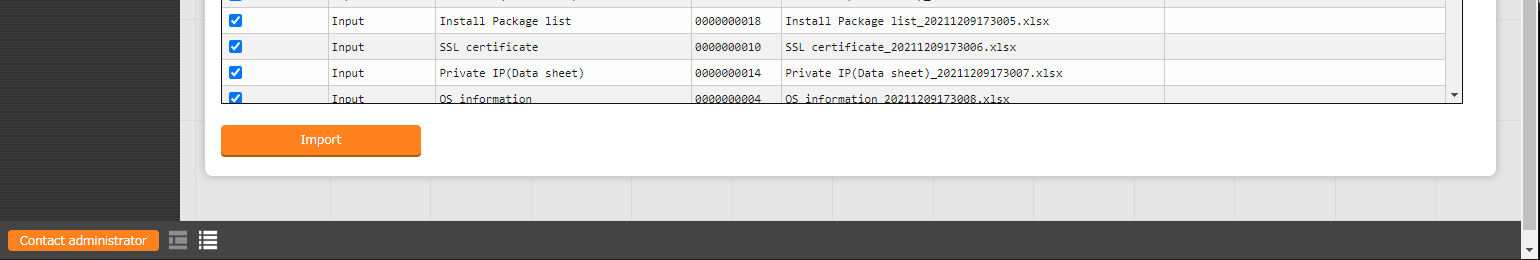 Input Install Package list 0000000018 Install Package list_20211209173005.xlsx
Input SSL certificate 0000000010 SSL certificate_20211209173006.xlsx
Input Private IP(Data sheet) 0000000014 Private IP(Data sheet)_20211209173007.xlsx
Input OS information 0000000004 OS information_20211209173008.xlsx
Import
Contact administrator